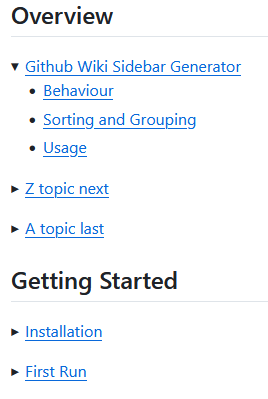 Overview
Github Wiki Sidebar Generator
Behaviour
Sorting and Grouping
Usage
Z topic next
A topic last
Getting Started
Installation
First Run